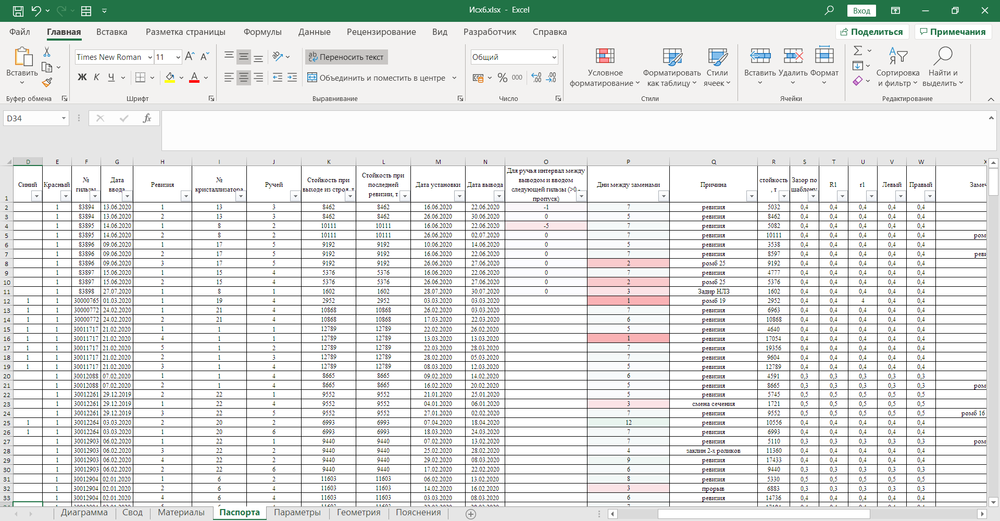 Исх6.xlsx - Excel
Вход
Файл Главная Вставка Разметка страницы Формулы Данные Рецензирование Вид Разработчик Справка Поделиться Примечания
Вставить
Times New Roman 11
Ж К Ч
Переносить текст
Объединить и поместить в центре
Общий
% 000
Условное форматирование
Форматировать как таблицу
Стили ячеек
Вставить Удалить Формат
Сортировка и фильтр
Найти и выделить
Буфер обмена Шрифт Выравнивание Число Стили Ячейки Редактирование
D34
fx
D E F G H I J K L M N O P Q R S T U V W X
1 Синий | Красный | № гильзы | Дата ввода | Ревизия | № кристаллизатора | Ручей | Стойкость при выходе из строя, т | Стойкость при последней ревизии, т | Дата установки | Дата вывода | Для ручья интервал между выводом и вводом следующей гильзы (>0 - пропуск) | Дни между заменами | Причина | стойкость, т | Зазор по шаблону | R1 | r1 | Левый | Правый | Замеч
2 1 83894 13.06.2020 1 13 3 8462 8462 16.06.2020 22.06.2020 -1 7 ревизия 5032 0,4 0,4 0,4 0,4 0,4
3 1 83894 13.06.2020 2 13 3 8462 8462 26.06.2020 30.06.2020 0 5 ревизия 8462 0,4 0,4 0,4 0,4 0,4
4 1 83895 14.06.2020 1 8 2 10111 10111 16.06.2020 22.06.2020 -5 7 ревизия 5082 0,4 0,4 0,4 0,4 0,4
5 1 83895 14.06.2020 2 8 2 10111 10111 26.06.2020 02.07.2020 0 7 ревизия 10111 0,4 0,4 0,4 0,4 0,4 ром
6 1 83896 09.06.2020 1 17 5 9192 9192 10.06.2020 14.06.2020 0 5 ревизия 3538 0,4 0,4 0,4 0,4 0,4
7 1 83896 09.06.2020 2 17 5 9192 9192 16.06.2020 22.06.2020 0 7 ревизия 8597 0,4 0,4 0,4 0,4 0,4 реви
8 1 83896 09.06.2020 3 17 5 9192 9192 26.06.2020 27.06.2020 0 2 ромб 25 9192 0,4 0,4 0,4 0,4 0,4
9 1 83897 15.06.2020 1 15 4 5376 5376 16.06.2020 22.06.2020 0 7 ревизия 4777 0,4 0,4 0,4 0,4 0,4
10 1 83897 15.06.2020 2 15 4 5376 5376 26.06.2020 27.06.2020 0 2 ромб 25 5376 0,4 0,4 0,4 0,4 0,4
11 1 83898 27.07.2020 1 8 1 1602 1602 28.07.2020 30.07.2020 0 3 Задир НЛЗ 1602 0,4 0,4 0,4 0,4 0,4
12 1 1 30000765 01.03.2020 1 19 4 2952 2952 03.03.2020 03.03.2020 1 ромб 19 2952 0,4 0,4 4 0,4 0,4
13 1 1 30000772 24.02.2020 1 21 4 10868 10868 26.02.2020 03.03.2020 7 ревизия 6963 0,4 0,4 0,4 0,4 0,4
14 1 1 30000772 24.02.2020 2 21 4 10868 10868 17.03.2020 22.03.2020 6 ревизия 10868 0,4 0,4 0,4 0,4 0,4
15 1 1 30011717 21.02.2020 1 1 1 12789 12789 22.02.2020 26.02.2020 5 ревизия 4640 0,4 0,4 0,4 0,4 0,4
16 1 1 30011717 21.02.2020 4 1 1 12789 12789 13.03.2020 13.03.2020 1 ревизия 17054 0,4 0,4 0,4 0,4 0,4
17 1 1 30011717 21.02.2020 5 1 2 12789 12789 22.03.2020 28.03.2020 7 ревизия 19356 0,4 0,4 0,4 0,4 0,4
18 1 1 30011717 21.02.2020 2 1 3 12789 12789 28.02.2020 05.03.2020 7 ревизия 9604 0,4 0,4 0,4 0,4 0,4
19 1 1 30011717 21.02.2020 3 1 4 12789 12789 08.03.2020 12.03.2020 5 ревизия 12789 0,4 0,4 0,4 0,4 0,4
20 1 30012088 07.02.2020 1 1 4 8665 8665 09.02.2020 14.02.2020 6 ревизия 4591 0,3 0,3 0,3 0,3 0,3
21 1 30012088 07.02.2020 2 1 4 8665 8665 16.02.2020 20.02.2020 5 ревизия 8665 0,3 0,3 0,3 0,3 0,3 ром
22 1 30012261 29.12.2019 2 22 1 9552 9552 21.01.2020 25.01.2020 5 ревизия 5745 0,5 0,5 0,5 0,5 0,5
23 1 30012261 29.12.2019 1 22 4 9552 9552 04.01.2020 06.01.2020 3 смена сечения 1721 0,5 0,5 0,5 0,5 0,5
24 1 30012261 29.12.2019 3 22 5 9552 9552 27.01.2020 02.02.2020 7 ревизия 9552 0,5 0,5 0,5 0,5 0,5 ромб 16
25 1 1 30012264 03.03.2020 2 20 2 6993 6993 07.04.2020 18.04.2020 12 ревизия 10556 0,4 0,4 0,4 0,4 0,4
26 1 1 30012264 03.03.2020 1 20 6 6993 6993 18.03.2020 24.03.2020 7 ревизия 6993 0,4 0,4 0,4 0,4 0,4
27 1 30012903 06.02.2020 1 22 1 9440 9440 07.02.2020 13.02.2020 7 ревизия 5110 0,3 0,3 0,3 0,3 0,3 ром
28 1 30012903 06.02.2020 3 22 2 9440 9440 25.02.2020 28.02.2020 4 заклин 2-х роликов 11360 0,4 0,4 0,4 0,4 0,4
29 1 30012903 06.02.2020 4 22 2 9440 9440 29.02.2020 08.03.2020 9 ревизия 17433 0,4 0,4 0,4 0,4 0,4
30 1 30012903 06.02.2020 2 22 6 9440 9440 17.02.2020 22.02.2020 6 ревизия 9440 0,3 0,3 0,3 0,3 0,3
31 1 30012904 02.01.2020 1 6 2 11603 11603 06.02.2020 13.02.2020 8 ревизия 5330 0,5 0,5 0,5 0,5 0,5
32 1 30012904 02.01.2020 2 6 4 11603 11603 14.02.2020 16.02.2020 3 прорыв 6883 0,3 0,3 0,3 0,3 0,3
33 1 30012904 02.01.2020 4 6 4 11603 11603 03.03.2020 08.03.2020 6 ревизия 14736 0,4 0,4 0,4 0,4 0,4
Диаграмма Свод Материалы Паспорта Параметры Геометрия Пояснения